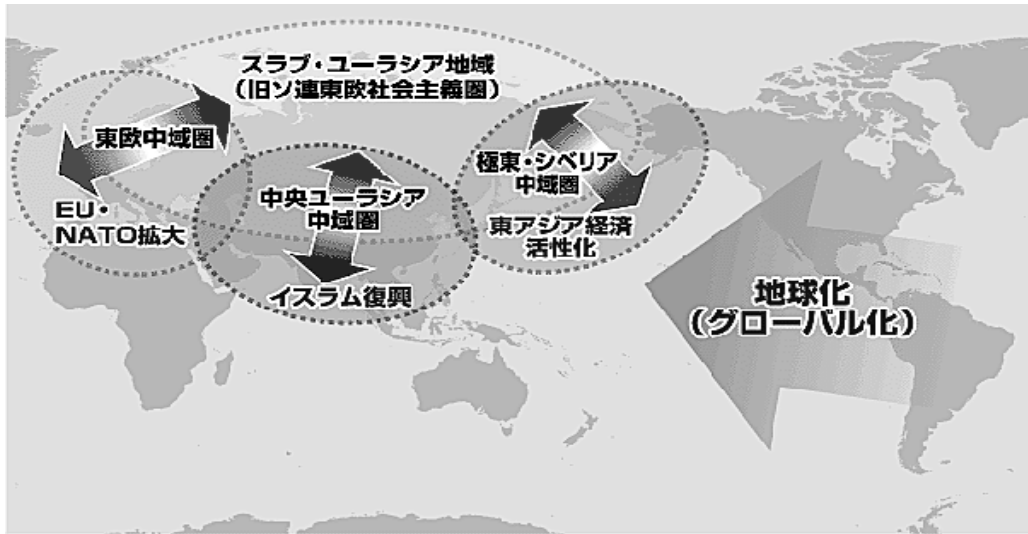 スラブ・ユーラシア地域
（旧ソ連東欧社会主義圏）
東欧中域圏
EU・
NATO拡大
中央ユーラシア
中域圏
イスラム復興
極東・シベリア
中域圏
東アジア経済
活性化
地球化
（グローバル化）